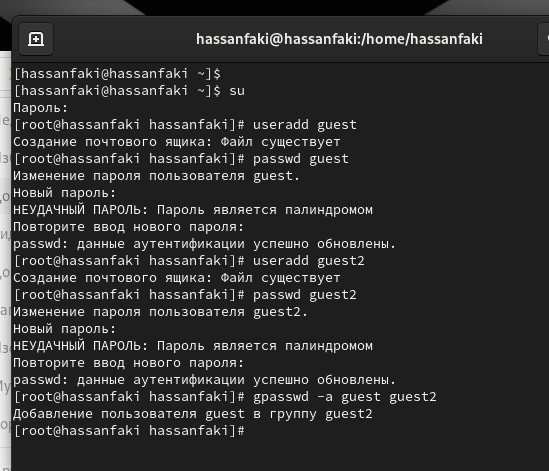 hassanfaki@hassanfaki:/home/hassanfaki
[hassanfaki@hassanfaki ~]$
[hassanfaki@hassanfaki ~]$ su
Пароль:
[root@hassanfaki hassanfaki]# useradd guest
Создание почтового ящика: Файл существует
[root@hassanfaki hassanfaki]# passwd guest
Изменение пароля пользователя guest.
Новый пароль:
НЕУДАЧНЫЙ ПАРОЛЬ: Пароль является палиндромом
Повторите ввод нового пароля:
passwd: данные аутентификации успешно обновлены.
[root@hassanfaki hassanfaki]# useradd guest2
Создание почтового ящика: Файл существует
[root@hassanfaki hassanfaki]# passwd guest2
Изменение пароля пользователя guest2.
Новый пароль:
НЕУДАЧНЫЙ ПАРОЛЬ: Пароль является палиндромом
Повторите ввод нового пароля:
passwd: данные аутентификации успешно обновлены.
[root@hassanfaki hassanfaki]# gpasswd -a guest guest2
Добавление пользователя guest в группу guest2
[root@hassanfaki hassanfaki]#